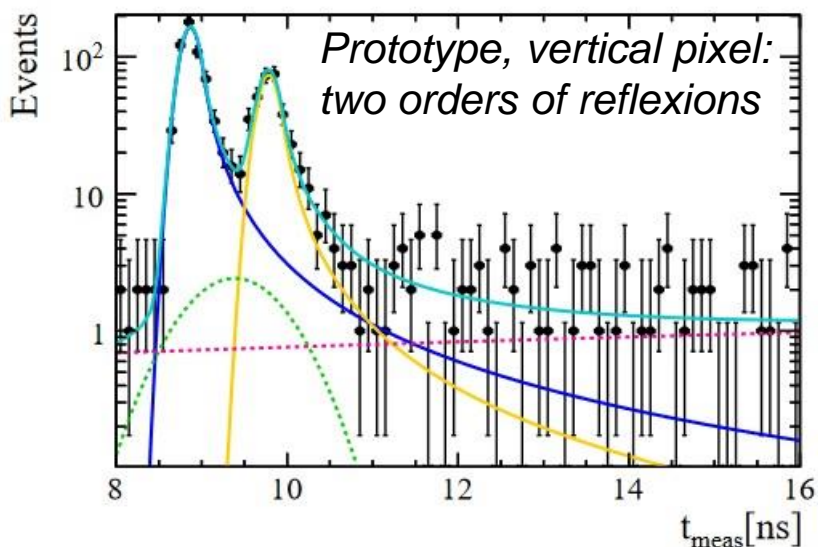 Prototype, vertical pixel:
two orders of reflexions
Events
10²
10
1
8 10 12 14 16
t_meas[ns]